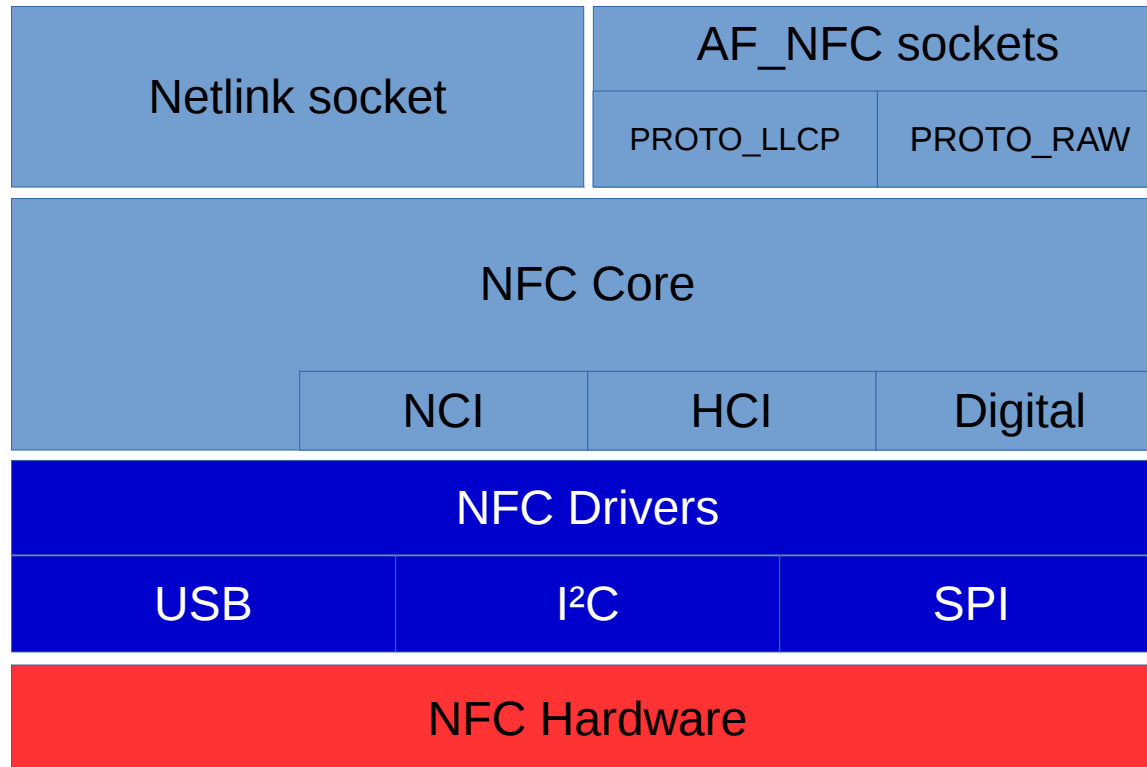 Netlink socket
AF_NFC sockets
PROTO_LLCP
PROTO_RAW
NFC Core
NCI
HCI
Digital
NFC Drivers
USB
I²C
SPI
NFC Hardware